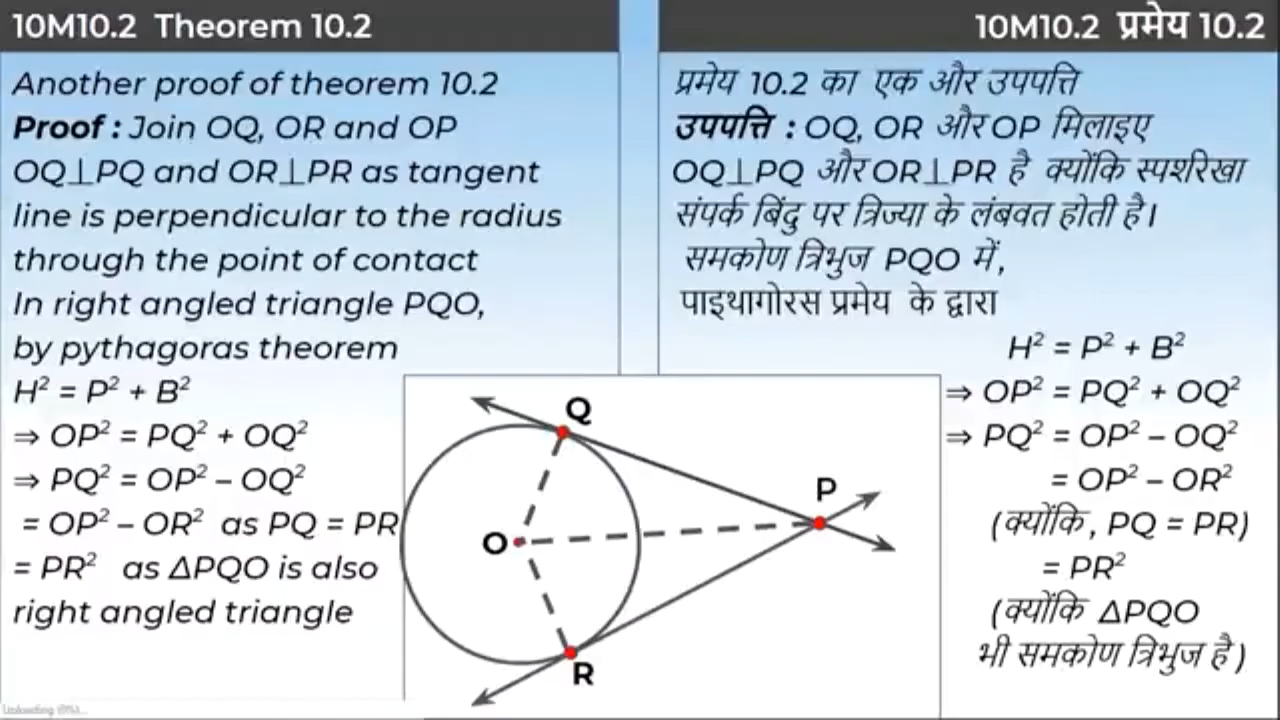 10M10.2 Theorem 10.2
Another proof of theorem 10.2
Proof : Join OQ, OR and OP
OQ⊥PQ and OR⊥PR as tangent
line is perpendicular to the radius
through the point of contact
In right angled triangle PQO,
by pythagoras theorem
H² = P² + B²
⇒ OP² = PQ² + OQ²
⇒ PQ² = OP² – OQ²
= OP² – OR² as PQ = PR
= PR² as ΔPQO is also
right angled triangle
10M10.2 प्रमेय 10.2
प्रमेय 10.2 का एक और उपपत्ति
उपपत्ति : OQ, OR और OP मिलाइए
OQ⊥PQ और OR⊥PR है क्योंकि स्पर्शरेखा
संपर्क बिंदु पर त्रिज्या के लंबवत होती है।
समकोण त्रिभुज PQO में,
पाइथागोरस प्रमेय के द्वारा
H² = P² + B²
⇒ OP² = PQ² + OQ²
⇒ PQ² = OP² – OQ²
= OP² – OR²
(क्योंकि, PQ = PR)
= PR²
(क्योंकि ΔPQO
भी समकोण त्रिभुज है)
Q
P
O
R